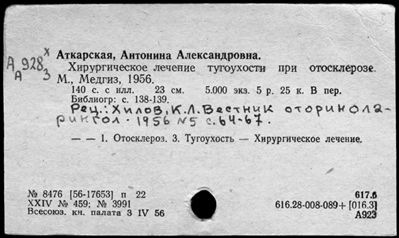 А 928 х
А 3
Аткарская, Антонина Александровна.
Хирургическое лечение тугоухости при отосклерозе.
М., Медгиз, 1956.
140 с. с илл. 23 см. 5.000 экз. 5 р. 25 к. В пер.
Библиогр: с. 138-139.
Рец.: Хилов, К.Л. Вестник оторинола-
рингол. 1956 №5 с. 64-67.
— — 1. Отосклероз. 3. Тугоухость — Хирургическое лечение.
№ 8476 [56-17653] п 22
617.8
XXIV № 459; № 3991
616.28-008-089+[016.3]
Всесоюз. кн. палата 3 IV 56
А923